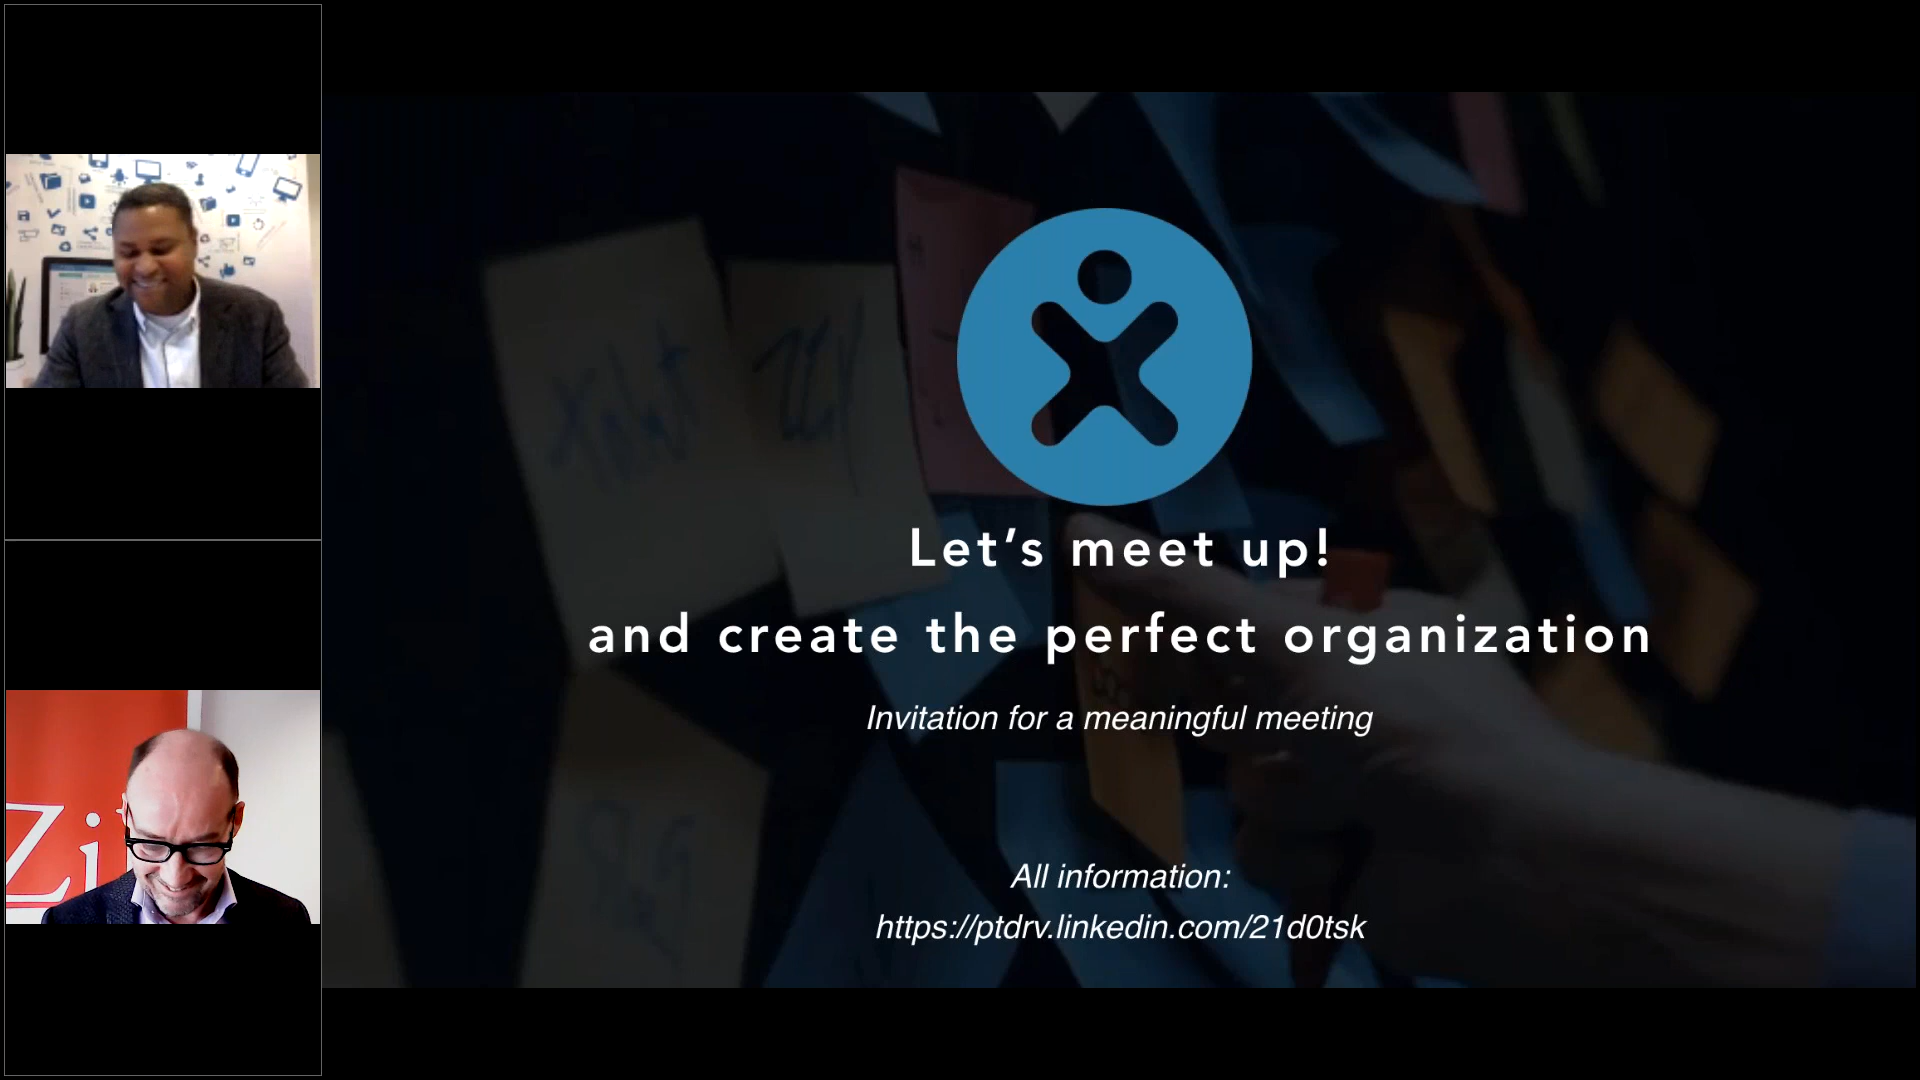 Let's meet up!
and create the perfect organization
Invitation for a meaningful meeting
All information:
https://ptdrv.linkedin.com/21d0tsk
Zi